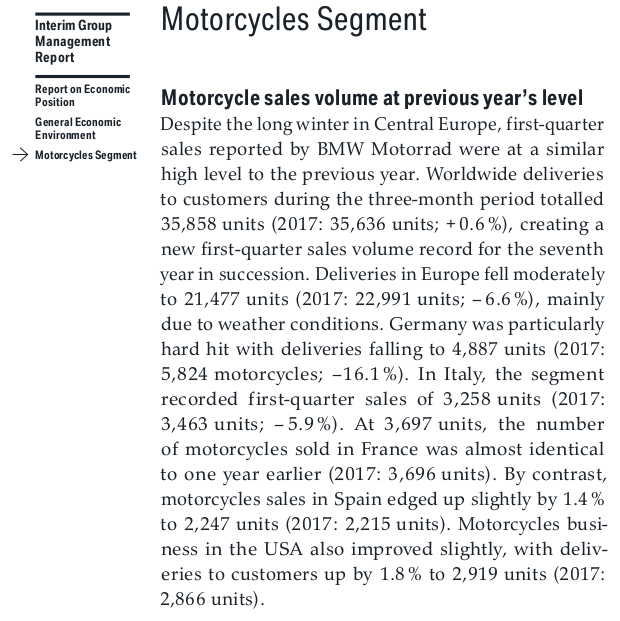 Interim Group
Management
Report
Report on Economic
Position
General Economic
Environment
→ Motorcycles Segment
Motorcycles Segment
Motorcycle sales volume at previous year’s level
Despite the long winter in Central Europe, first-quarter
sales reported by BMW Motorrad were at a similar
high level to the previous year. Worldwide deliveries
to customers during the three-month period totalled
35,858 units (2017: 35,636 units; +0.6 %), creating a
new first-quarter sales volume record for the seventh
year in succession. Deliveries in Europe fell moderately
to 21,477 units (2017: 22,991 units; – 6.6 %), mainly
due to weather conditions. Germany was particularly
hard hit with deliveries falling to 4,887 units (2017:
5,824 motorcycles; –16.1 %). In Italy, the segment
recorded first-quarter sales of 3,258 units (2017:
3,463 units; – 5.9 %). At 3,697 units, the number
of motorcycles sold in France was almost identical
to one year earlier (2017: 3,696 units). By contrast,
motorcycles sales in Spain edged up slightly by 1.4 %
to 2,247 units (2017: 2,215 units). Motorcycles busi-
ness in the USA also improved slightly, with deliv-
eries to customers up by 1.8 % to 2,919 units (2017:
2,866 units).